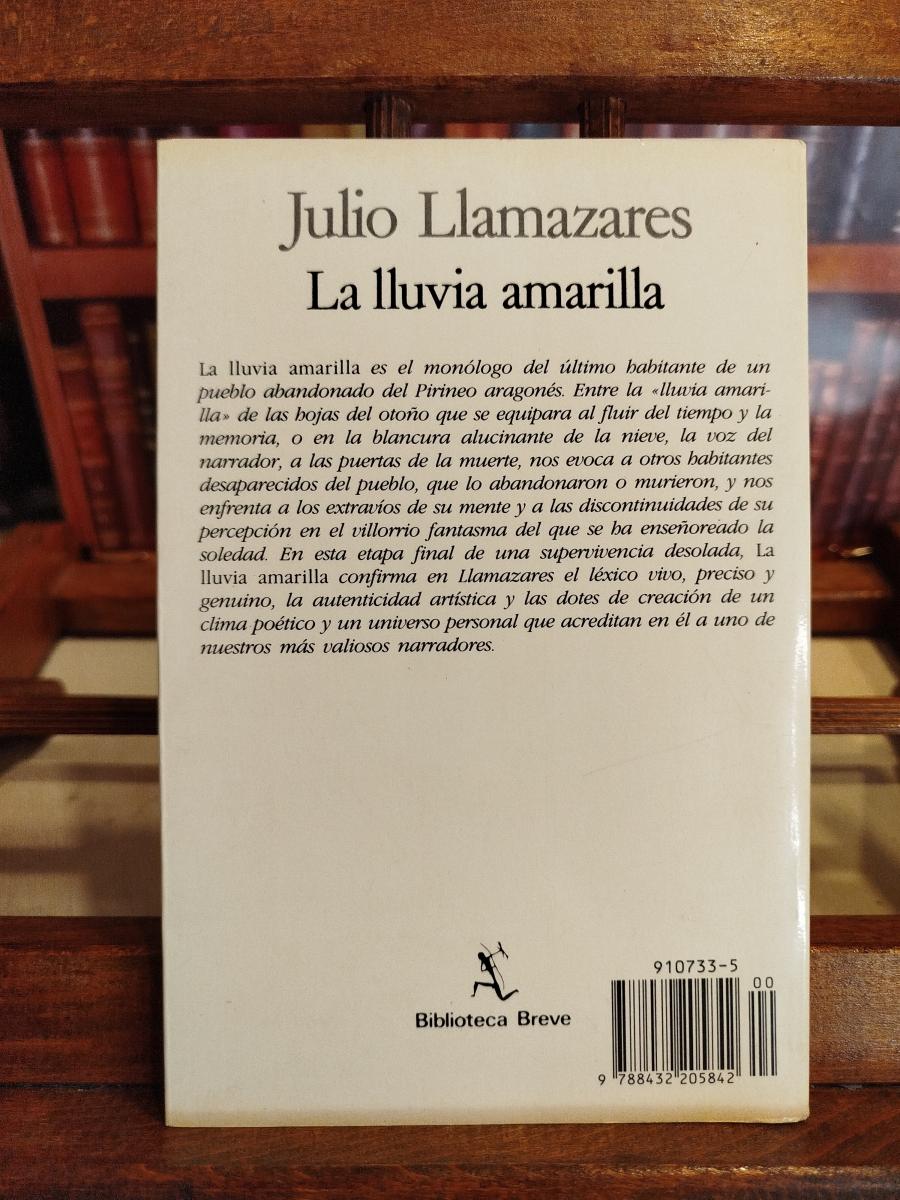 Julio Llamazares
La lluvia amarilla
La lluvia amarilla es el monólogo del último habitante de un
pueblo abandonado del Pirineo aragonés. Entre la «lluvia amari-
lla» de las hojas del otoño que se equipara al fluir del tiempo y la
memoria, o en la blancura alucinante de la nieve, la voz del
narrador, a las puertas de la muerte, nos evoca a otros habitantes
desaparecidos del pueblo, que lo abandonaron o murieron, y nos
enfrenta a los extravíos de su mente y a las discontinuidades de su
percepción en el villorrio fantasma del que se ha enseñoreado la
soledad. En esta etapa final de una supervivencia desolada, La
lluvia amarilla confirma en Llamazares el léxico vivo, preciso y
genuino, la autenticidad artística y las dotes de creación de un
clima poético y un universo personal que acreditan en él a uno de
nuestros más valiosos narradores.
Biblioteca Breve
910733-5
00
9 788432 205842